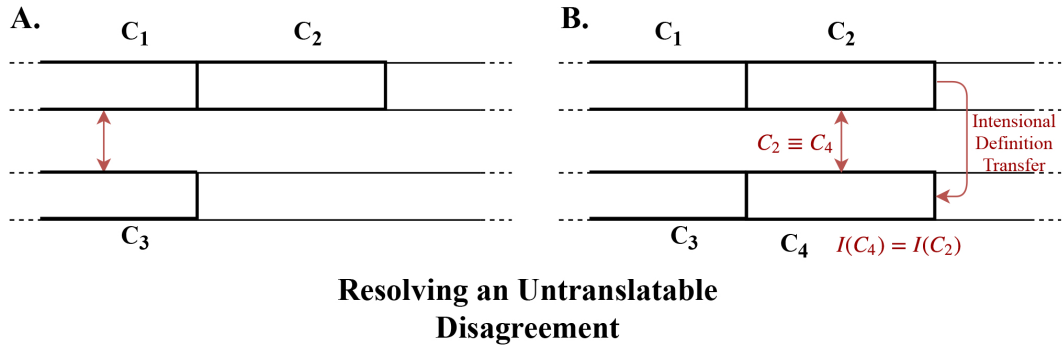 A.
C₁ C₂
C₃
B.
C₁ C₂
C₂ ≡ C₄
Intensional
Definition
Transfer
C₃ C₄ I(C₄) = I(C₂)
Resolving an Untranslatable
Disagreement